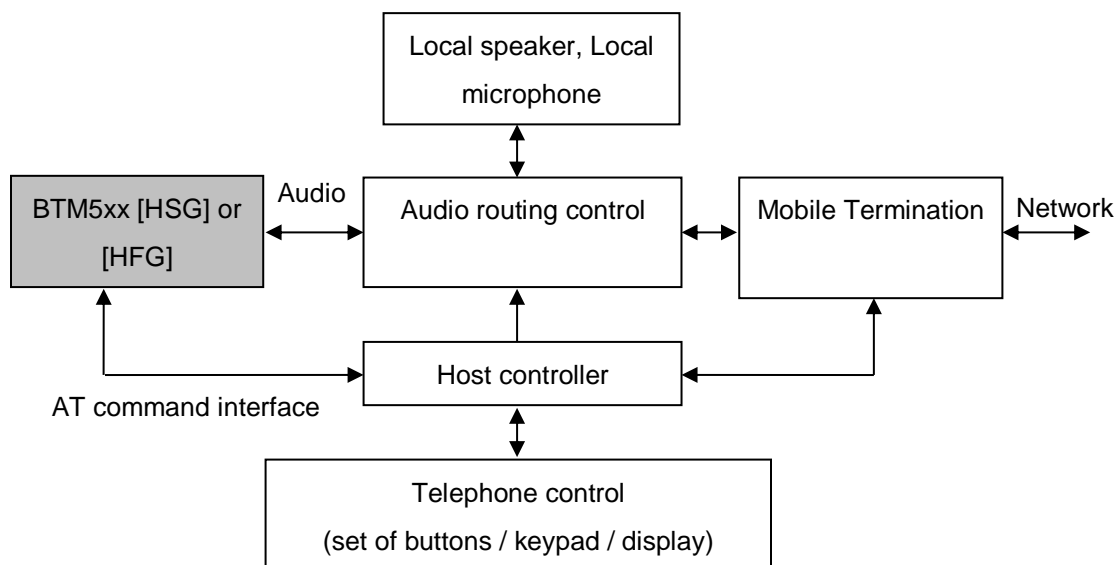 Local speaker, Local
microphone
BTM5xx [HSG] or
[HFG]
Audio
Audio routing control
Mobile Termination
Network
Host controller
AT command interface
Telephone control
(set of buttons / keypad / display)